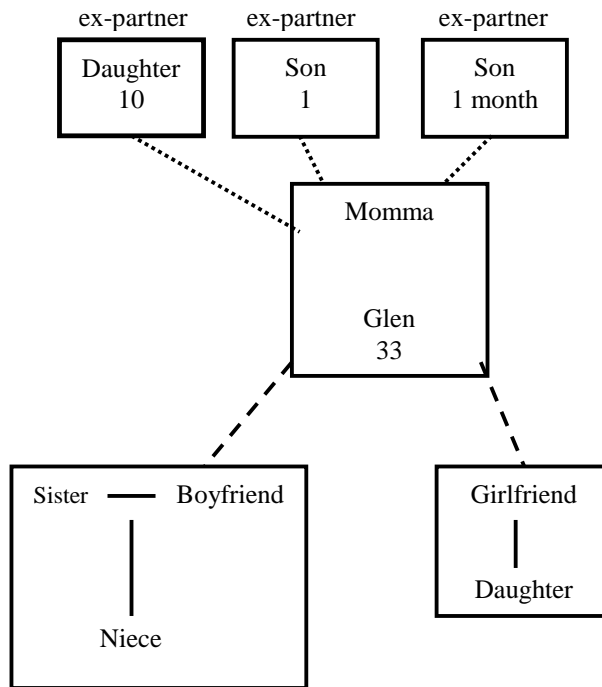 ex-partner ex-partner ex-partner
Daughter
10
Son
1
Son
1 month
Momma
Glen
33
Sister Boyfriend
Niece
Girlfriend
Daughter